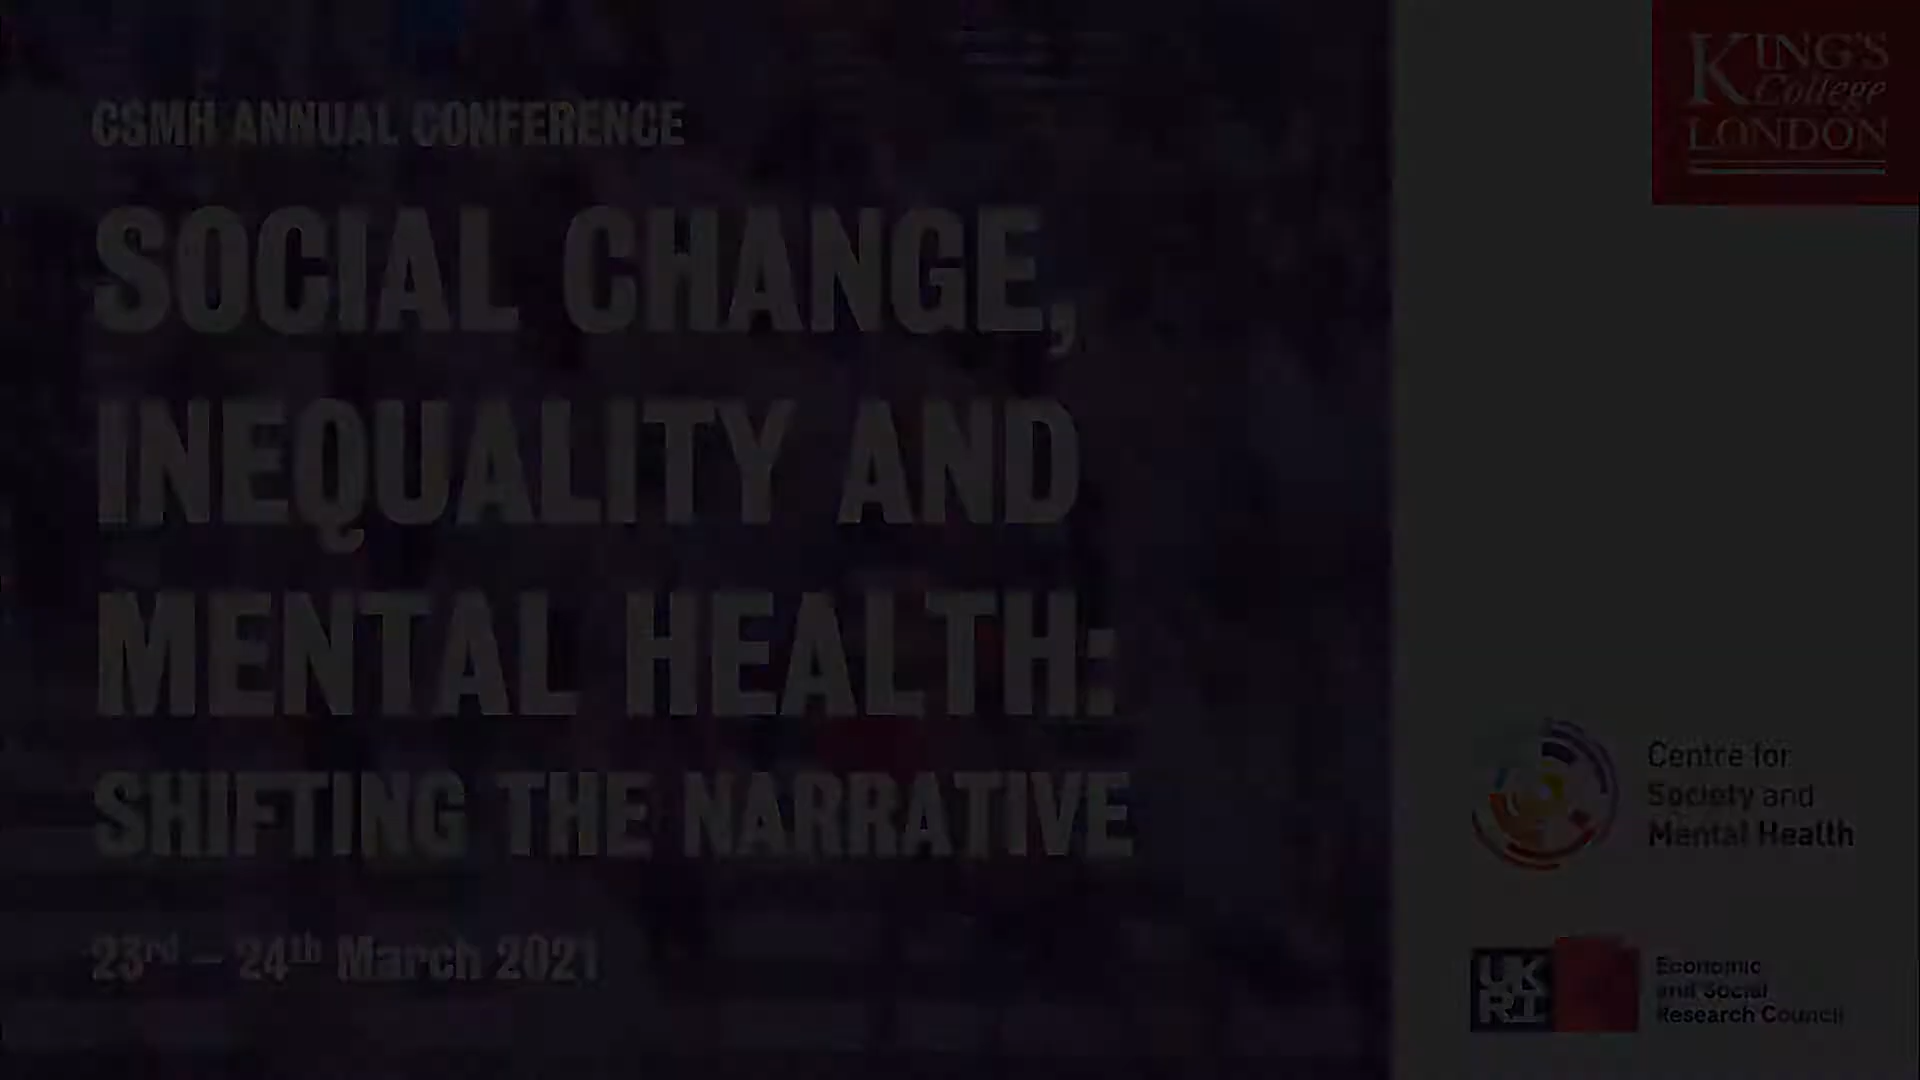 CSMH ANNUAL CONFERENCE
SOCIAL CHANGE,
INEQUALITY AND
MENTAL HEALTH:
SHIFTING THE NARRATIVE
23rd – 24th March 2021
KING'S
College
LONDON
Centre for
Society and
Mental Health
UK
RI
Economic
and Social
Research Council